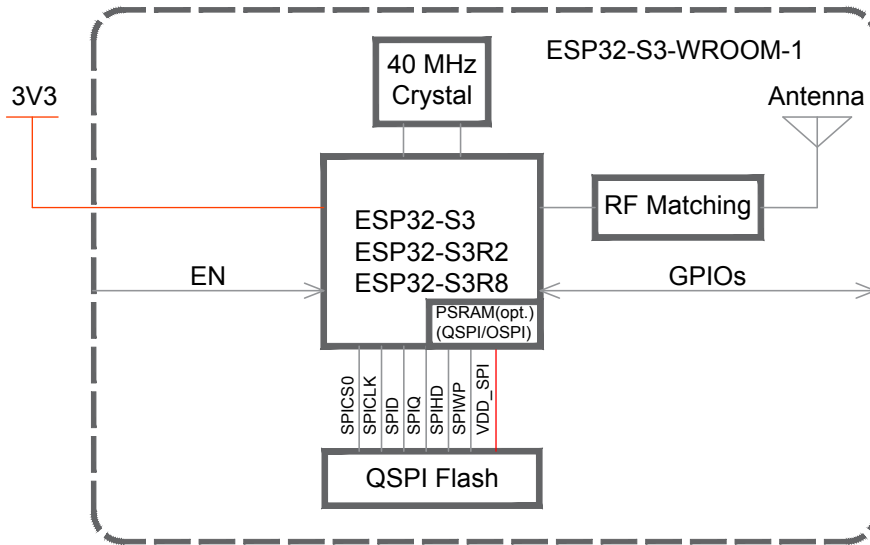 ESP32-S3-WROOM-1
40 MHz
Crystal
3V3
Antenna
RF Matching
ESP32-S3
ESP32-S3R2
ESP32-S3R8
EN
GPIOs
PSRAM(opt.)
(QSPI/OSPI)
SPICS0
SPICLK
SPID
SPIQ
SPIHD
SPIWP
VDD_SPI
QSPI Flash